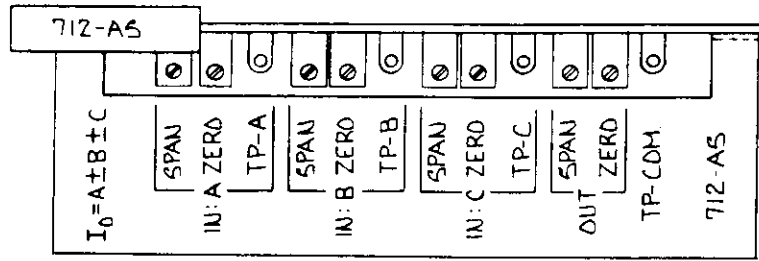 712-AS
I₀=A±B±C
SPAN
ZERO
TP-A
IN: A
SPAN
ZERO
TP-B
IN: B
SPAN
ZERO
TP-C
IN: C
SPAN
ZERO
OUT
TP-COM.
712-AS